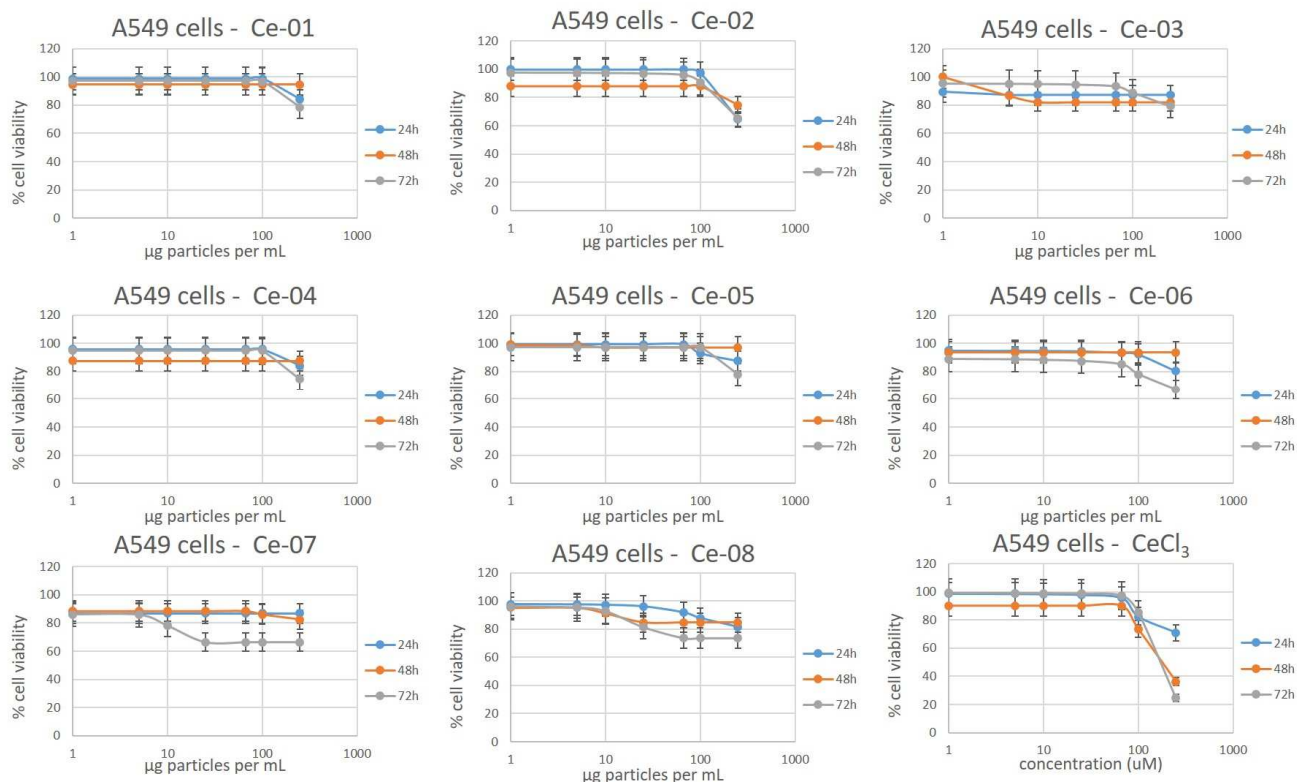 A549 cells - Ce-01
120
100
80
60
40
20
0
% cell viability
1 10 100 1000
µg particles per mL
24h
48h
72h
A549 cells - Ce-02
120
100
80
60
40
20
0
% cell viability
1 10 100 1000
µg particles per mL
24h
48h
72h
A549 cells - Ce-03
120
100
80
60
40
20
0
% cell viability
1 10 100 1000
µg particles per mL
24h
48h
72h
A549 cells - Ce-04
120
100
80
60
40
20
0
% cell viability
1 10 100 1000
µg particles per mL
24h
48h
72h
A549 cells - Ce-05
120
100
80
60
40
20
0
% cell viability
1 10 100 1000
µg particles per mL
24h
48h
72h
A549 cells - Ce-06
120
100
80
60
40
20
0
% cell viability
1 10 100 1000
µg particles per mL
24h
48h
72h
A549 cells - Ce-07
120
100
80
60
40
20
0
% cell viability
1 10 100 1000
µg particles per mL
24h
48h
72h
A549 cells - Ce-08
120
100
80
60
40
20
0
% cell viability
1 10 100 1000
µg particles per mL
24h
48h
72h
A549 cells - CeCl₃
120
100
80
60
40
20
0
% cell viability
1 10 100 1000
concentration (uM)
24h
48h
72h